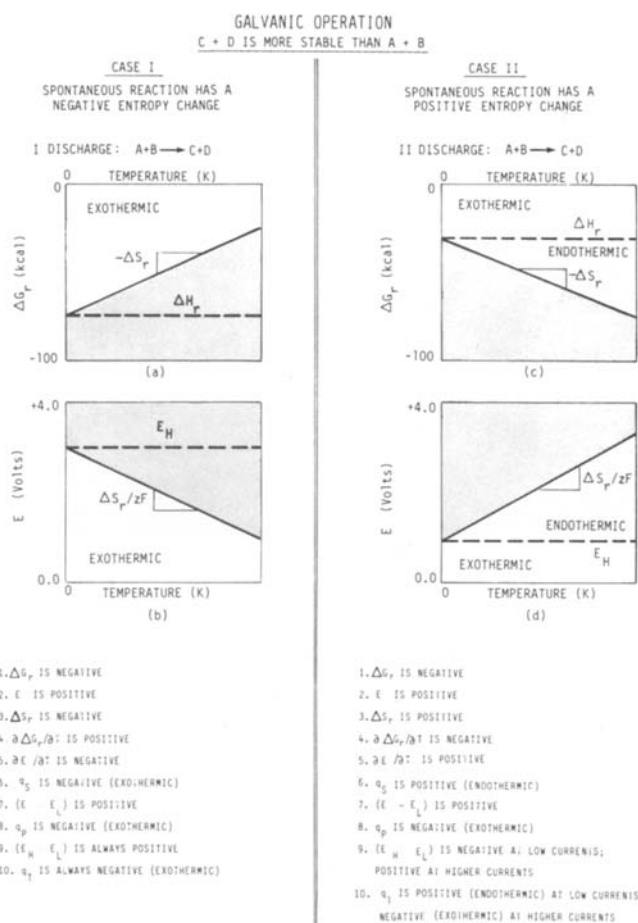 GALVANIC OPERATION
C + D IS MORE STABLE THAN A + B
CASE I
SPONTANEOUS REACTION HAS A
NEGATIVE ENTROPY CHANGE
I DISCHARGE: A+B ⟶ C+D
0 TEMPERATURE (K)
0
EXOTHERMIC
-ΔS_r
ΔH_r
ΔG_r (kcal)
-100
(a)
+4.0
E_H
E (Volts)
ΔS_r/zF
EXOTHERMIC
0.0
0 TEMPERATURE (K)
(b)
1. ΔG_r IS NEGATIVE
2. E IS POSITIVE
3. ΔS_r IS NEGATIVE
4. ∂ΔG_r/∂T IS POSITIVE
5. ∂E/∂T IS NEGATIVE
6. q_S IS NEGATIVE (EXOTHERMIC)
7. (E E_L) IS POSITIVE
8. q_p IS NEGATIVE (EXOTHERMIC)
9. (E_H E_L) IS ALWAYS POSITIVE
10. q_T IS ALWAYS NEGATIVE (EXOTHERMIC)
CASE II
SPONTANEOUS REACTION HAS A
POSITIVE ENTROPY CHANGE
II DISCHARGE: A+B ⟶ C+D
0 TEMPERATURE (K)
0
EXOTHERMIC
ΔH_r
ENDOTHERMIC
-ΔS_r
ΔG_r (kcal)
-100
(c)
+4.0
E (Volts)
ΔS_r/zF
ENDOTHERMIC
E_H
EXOTHERMIC
0.0
0 TEMPERATURE (K)
(d)
1. ΔG_r IS NEGATIVE
2. E IS POSITIVE
3. ΔS_r IS POSITIVE
4. ∂ΔG_r/∂T IS NEGATIVE
5. ∂E/∂T IS POSITIVE
6. q_S IS POSITIVE (ENDOTHERMIC)
7. (E - E_L) IS POSITIVE
8. q_p IS NEGATIVE (EXOTHERMIC)
9. (E_H E_L) IS NEGATIVE AT LOW CURRENTS;
POSITIVE AT HIGHER CURRENTS
10. q_T IS POSITIVE (ENDOTHERMIC) AT LOW CURRENTS
NEGATIVE (EXOTHERMIC) AT HIGHER CURRENTS